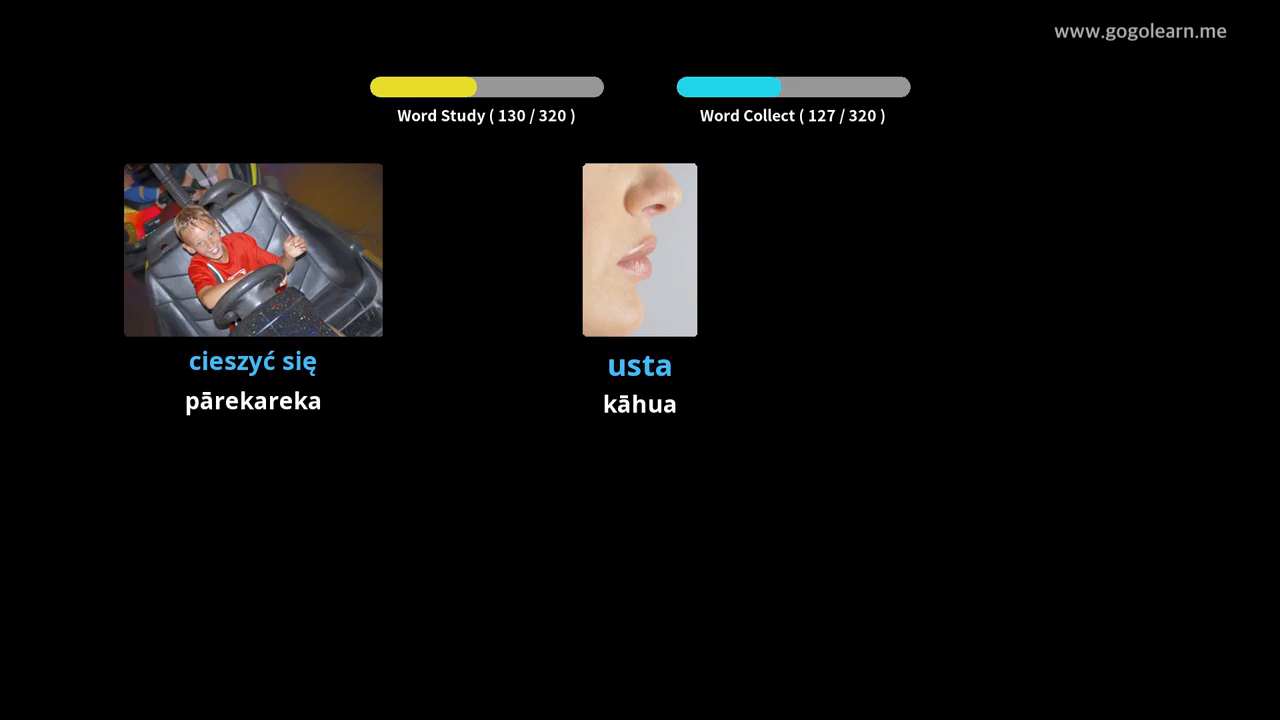 www.gogolearn.me
Word Study ( 130 / 320 )
Word Collect ( 127 / 320 )
cieszyć się
pārekareka
usta
kāhua